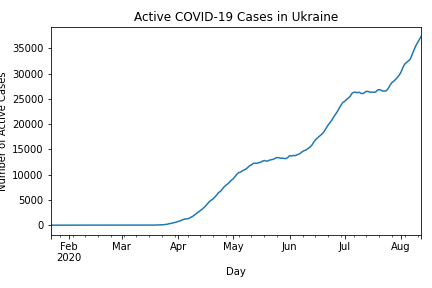 Active COVID-19 Cases in Ukraine
Number of Active Cases
35000
30000
25000
20000
15000
10000
5000
0
Feb Mar Apr May Jun Jul Aug
2020
Day